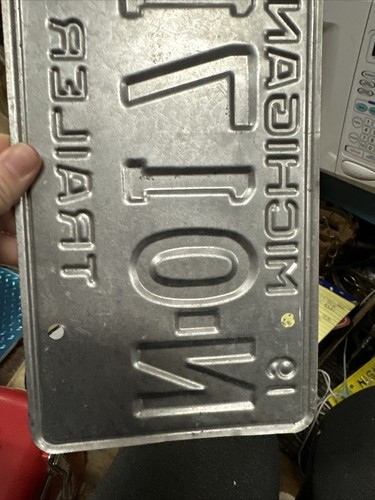 19 MICHIGAN
N-017
TRAILER